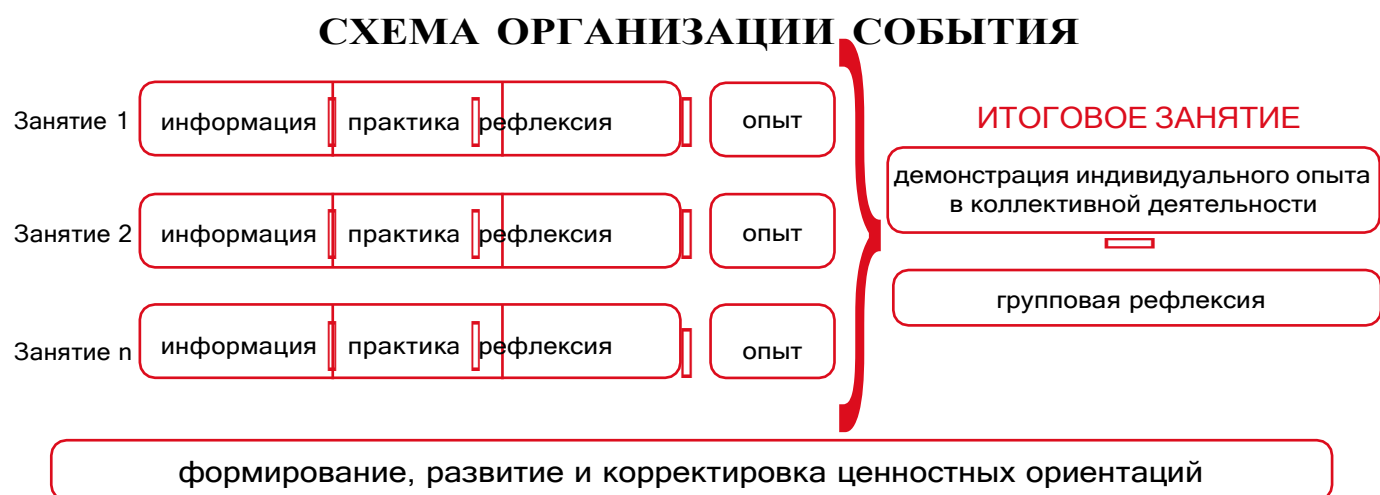 СХЕМА ОРГАНИЗАЦИИ СОБЫТИЯ
Занятие 1 информация практика рефлексия опыт
Занятие 2 информация практика рефлексия опыт
Занятие n информация практика рефлексия опыт
ИТОГОВОЕ ЗАНЯТИЕ
демонстрация индивидуального опыта
в коллективной деятельности
групповая рефлексия
формирование, развитие и корректировка ценностных ориентаций